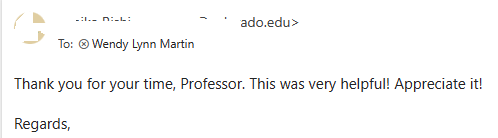 ado.edu>
To: Wendy Lynn Martin
Thank you for your time, Professor. This was very helpful! Appreciate it!
Regards,